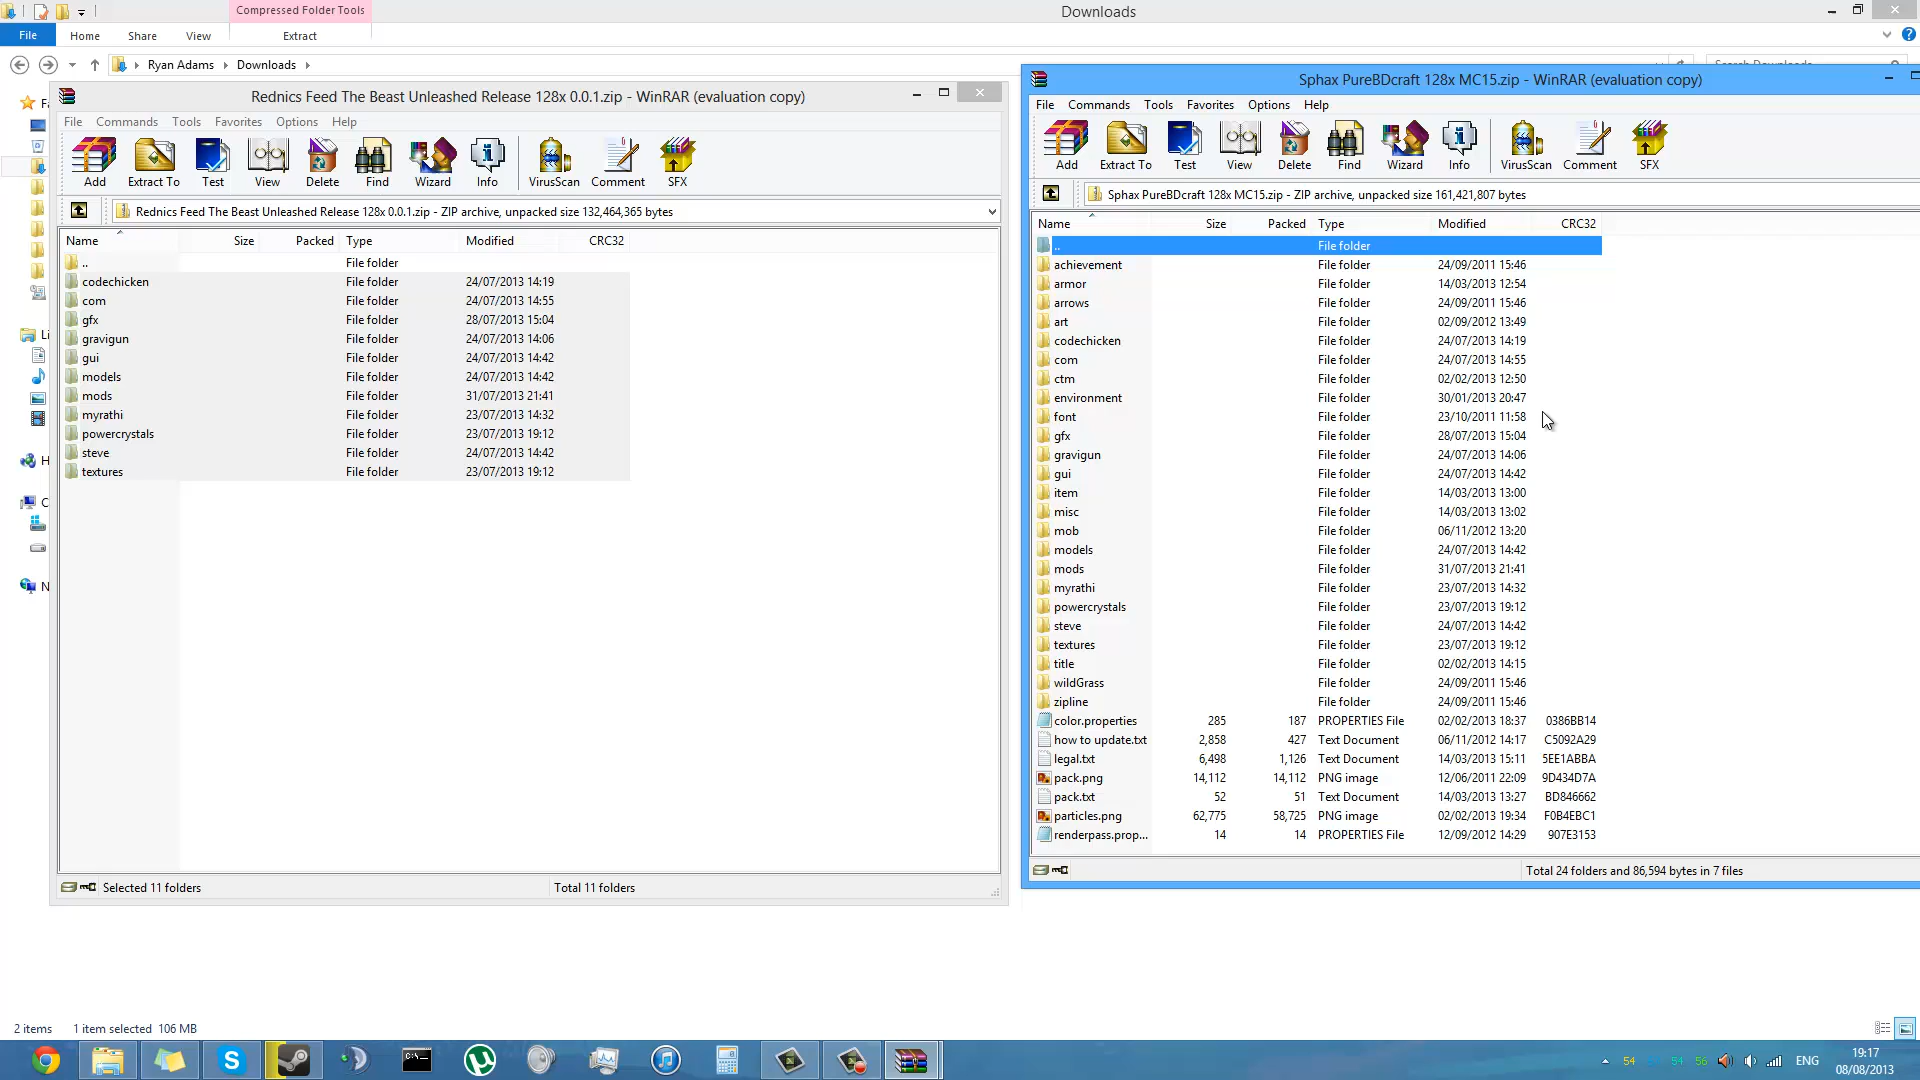 Compressed Folder Tools
Downloads
File Home Share View Extract
Ryan Adams Downloads
Rednics Feed The Beast Unleashed Release 128x 0.0.1.zip - WinRAR (evaluation copy)
File Commands Tools Favorites Options Help
Add Extract To Test View Delete Find Wizard Info VirusScan Comment SFX
Rednics Feed The Beast Unleashed Release 128x 0.0.1.zip - ZIP archive, unpacked size 132,464,365 bytes
Name Size Packed Type Modified CRC32
.. File folder
codechicken File folder 24/07/2013 14:19
com File folder 24/07/2013 14:55
gfx File folder 28/07/2013 15:04
gravigun File folder 24/07/2013 14:06
gui File folder 24/07/2013 14:42
models File folder 24/07/2013 14:42
mods File folder 31/07/2013 21:41
myrathi File folder 23/07/2013 14:32
powercrystals File folder 23/07/2013 19:12
steve File folder 24/07/2013 14:42
textures File folder 23/07/2013 19:12
Selected 11 folders Total 11 folders
Sphax PureBDcraft 128x MC15.zip - WinRAR (evaluation copy)
File Commands Tools Favorites Options Help
Add Extract To Test View Delete Find Wizard Info VirusScan Comment SFX
Sphax PureBDcraft 128x MC15.zip - ZIP archive, unpacked size 161,421,807 bytes
Name Size Packed Type Modified CRC32
.. File folder
achievement File folder 24/09/2011 15:46
armor File folder 14/03/2013 12:54
arrows File folder 24/09/2011 15:46
art File folder 02/09/2012 13:49
codechicken File folder 24/07/2013 14:19
com File folder 24/07/2013 14:55
ctm File folder 02/02/2013 12:50
environment File folder 30/01/2013 20:47
font File folder 23/10/2011 11:58
gfx File folder 28/07/2013 15:04
gravigun File folder 24/07/2013 14:06
gui File folder 24/07/2013 14:42
item File folder 14/03/2013 13:00
misc File folder 14/03/2013 13:02
mob File folder 06/11/2012 13:20
models File folder 24/07/2013 14:42
mods File folder 31/07/2013 21:41
myrathi File folder 23/07/2013 14:32
powercrystals File folder 23/07/2013 19:12
steve File folder 24/07/2013 14:42
textures File folder 23/07/2013 19:12
title File folder 02/02/2013 14:15
wildGrass File folder 24/09/2011 15:46
zipline File folder 24/09/2011 15:46
color.properties 285 187 PROPERTIES File 02/02/2013 18:37 0386BB14
how to update.txt 2,858 427 Text Document 06/11/2012 14:17 C5092A29
legal.txt 6,498 1,126 Text Document 14/03/2013 15:11 5EE1ABBA
pack.png 14,112 14,112 PNG image 12/06/2011 22:09 9D434D7A
pack.txt 52 51 Text Document 14/03/2013 13:27 BD846662
particles.png 62,775 58,725 PNG image 02/02/2013 19:34 F0B4EBC1
renderpass.prop... 14 14 PROPERTIES File 12/09/2012 14:29 907E3153
Total 24 folders and 86,594 bytes in 7 files
2 items 1 item selected 106 MB
54 54 56 ENG 19:17
08/08/2013